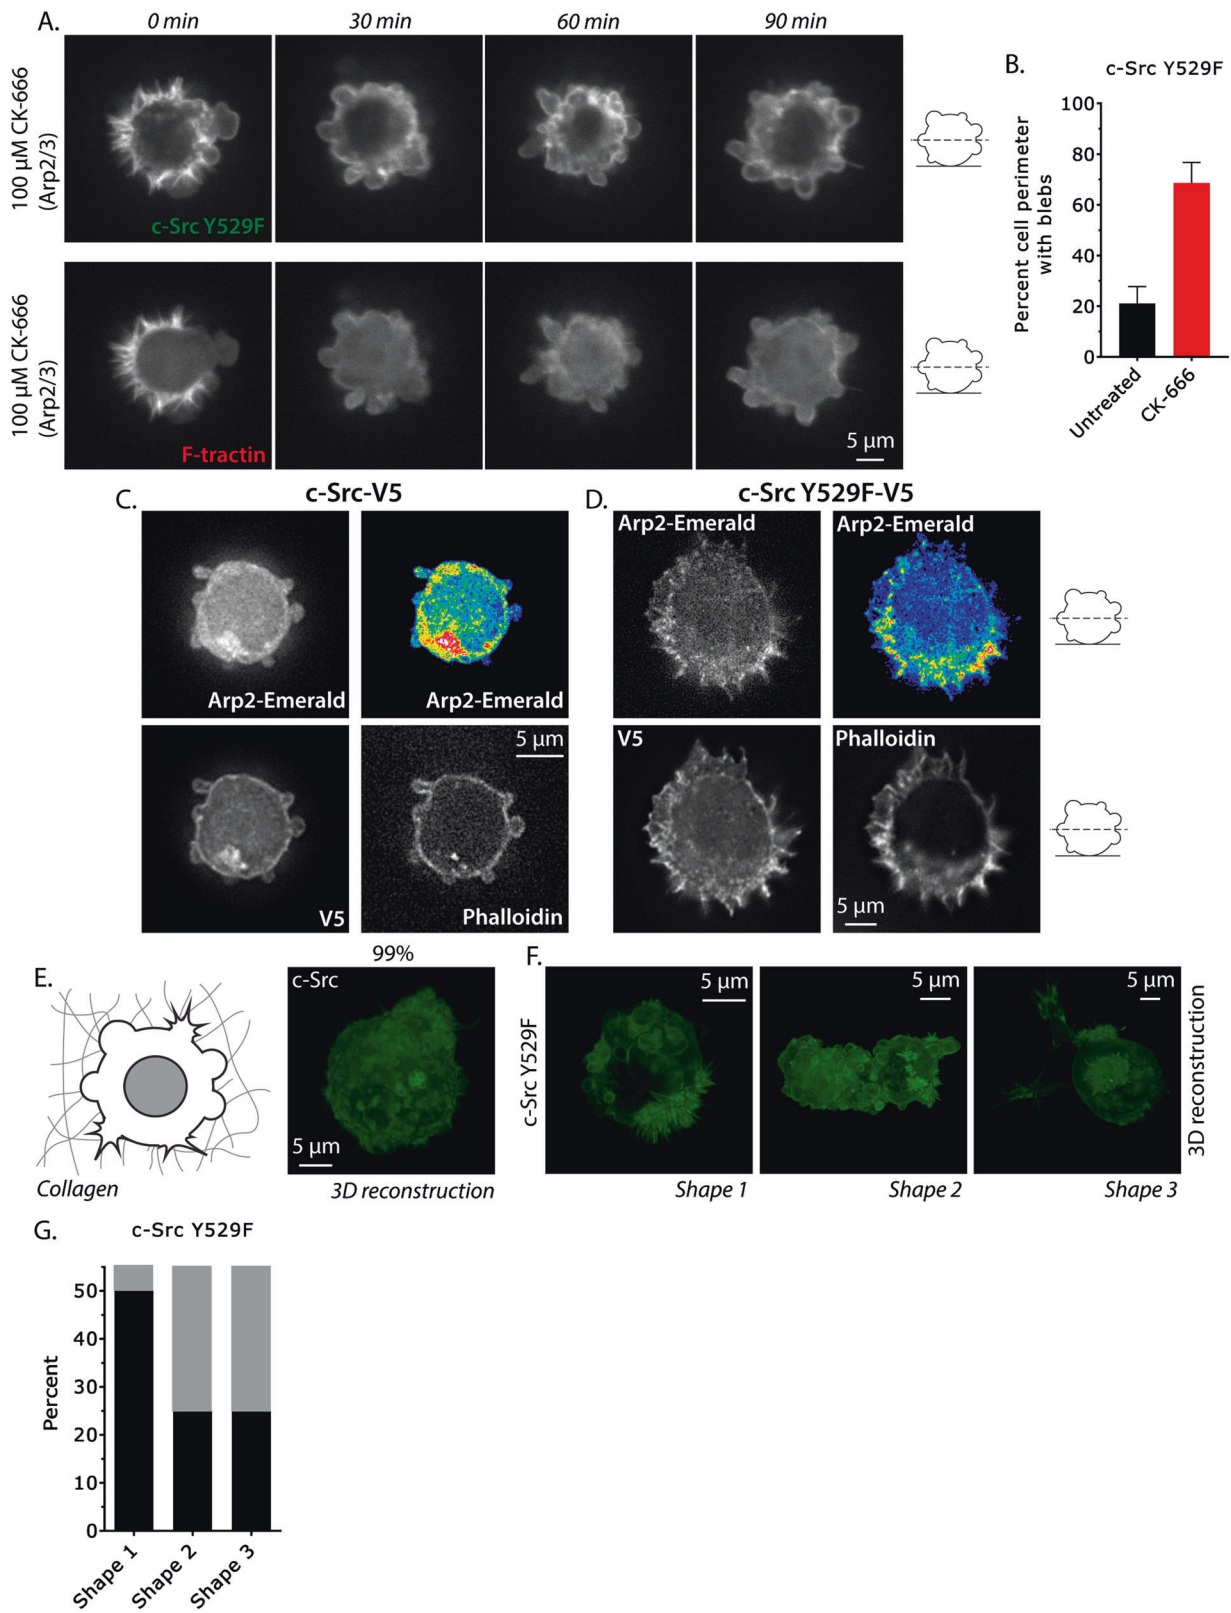 A.
0 min
30 min
60 min
90 min
100 µM CK-666
(Arp2/3)
c-Src Y529F
100 µM CK-666
(Arp2/3)
F-tractin
5 µm
B.
c-Src Y529F
Percent cell perimeter
with blebs
100
80
60
40
20
0
Untreated
CK-666
C.
c-Src-V5
Arp2-Emerald
Arp2-Emerald
V5
5 µm
Phalloidin
D.
c-Src Y529F-V5
Arp2-Emerald
Arp2-Emerald
V5
Phalloidin
5 µm
E.
Collagen
99%
c-Src
5 µm
3D reconstruction
F.
c-Src Y529F
5 µm
5 µm
5 µm
Shape 1
Shape 2
Shape 3
3D reconstruction
G.
c-Src Y529F
Percent
50
40
30
20
10
0
Shape 1
Shape 2
Shape 3